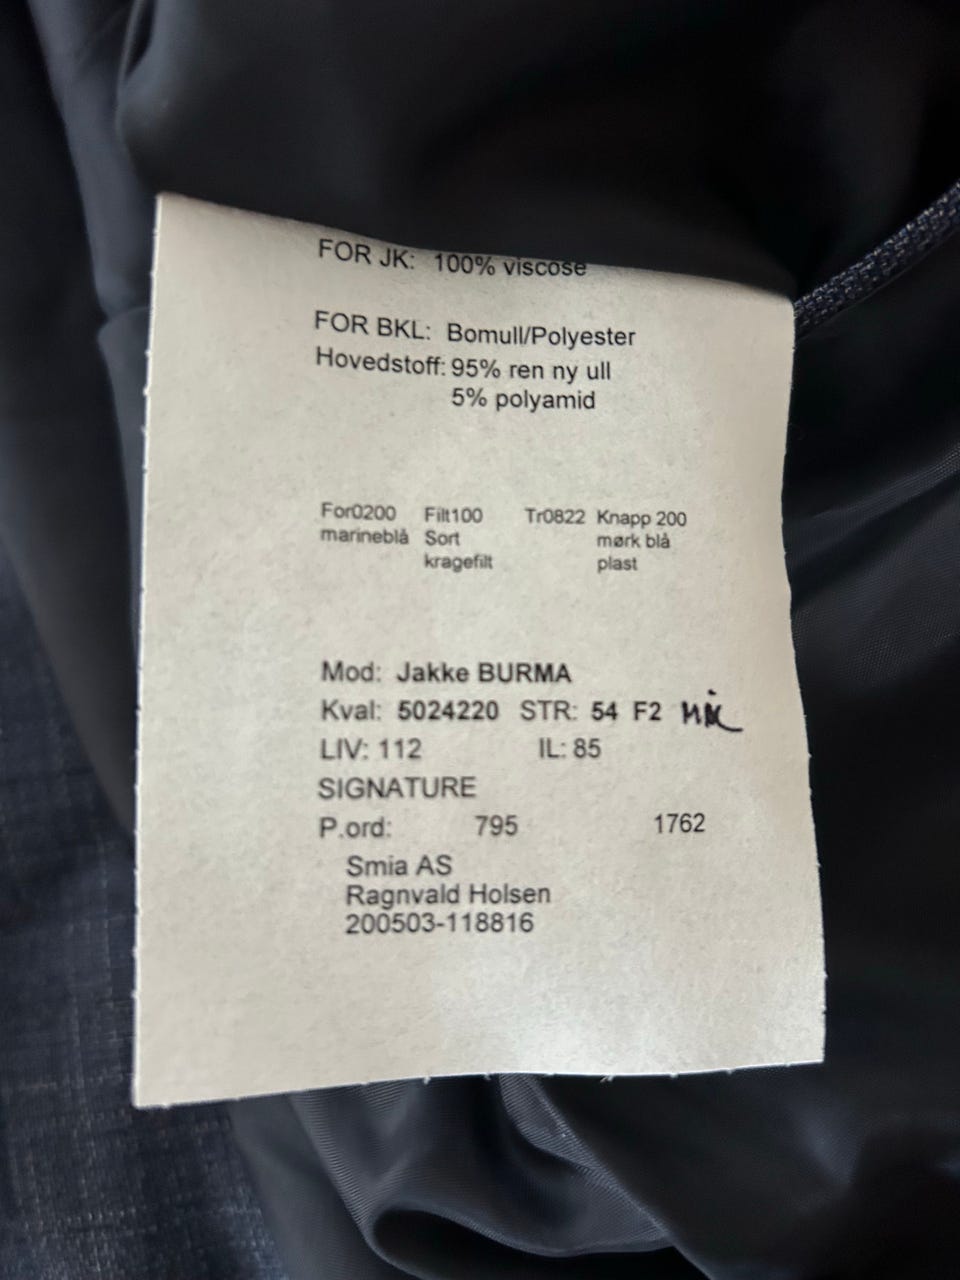 FOR JK: 100% viscose
FOR BKL: Bomull/Polyester
Hovedstoff: 95% ren ny ull
5% polyamid
For0200 Filt100 Tr0822 Knapp 200
marineblå Sort mørk blå
kragefilt plast
Mod: Jakke BURMA
Kval: 5024220 STR: 54 F2
LIV: 112 IL: 85
SIGNATURE
P.ord: 795 1762
Smia AS
Ragnvald Holsen
200503-118816